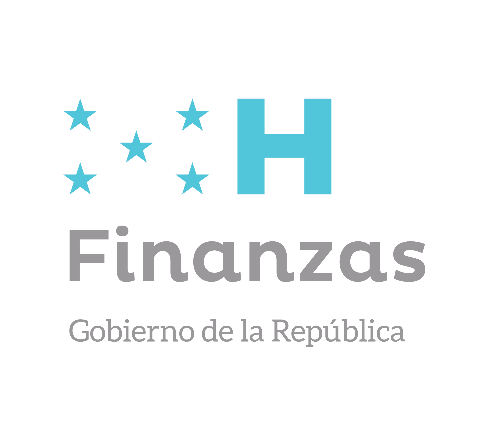 H
Finanzas
Gobierno de la República